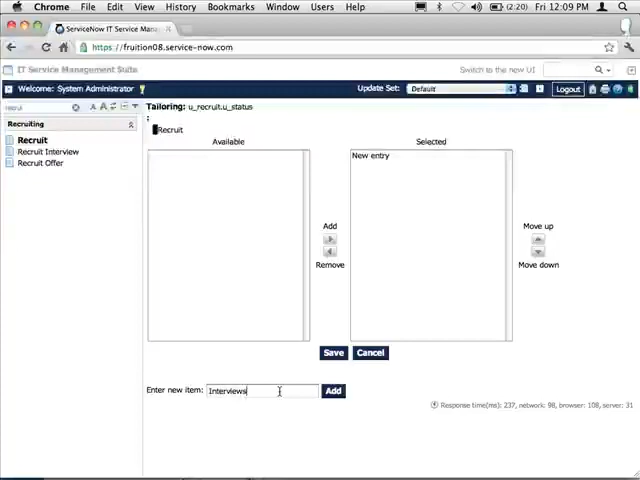 Chrome File Edit View History Bookmarks Window Users Help (2:20) Fri 12:09 PM
ServiceNow IT Service Mana
https://fruition08.service-now.com
IT Service Management Suite
Switch to the new UI
Welcome: System Administrator
Update Set: Default
Logout
recrui
Tailoring: u_recruit.u_status
:
Recruiting
Recruit
Recruit
Recruit Interview
Recruit Offer
Available
Selected
New entry
Add
Remove
Move up
Move down
Save Cancel
Enter new item: Interviews Add
Response time(ms): 237, network: 98, browser: 108, server: 31